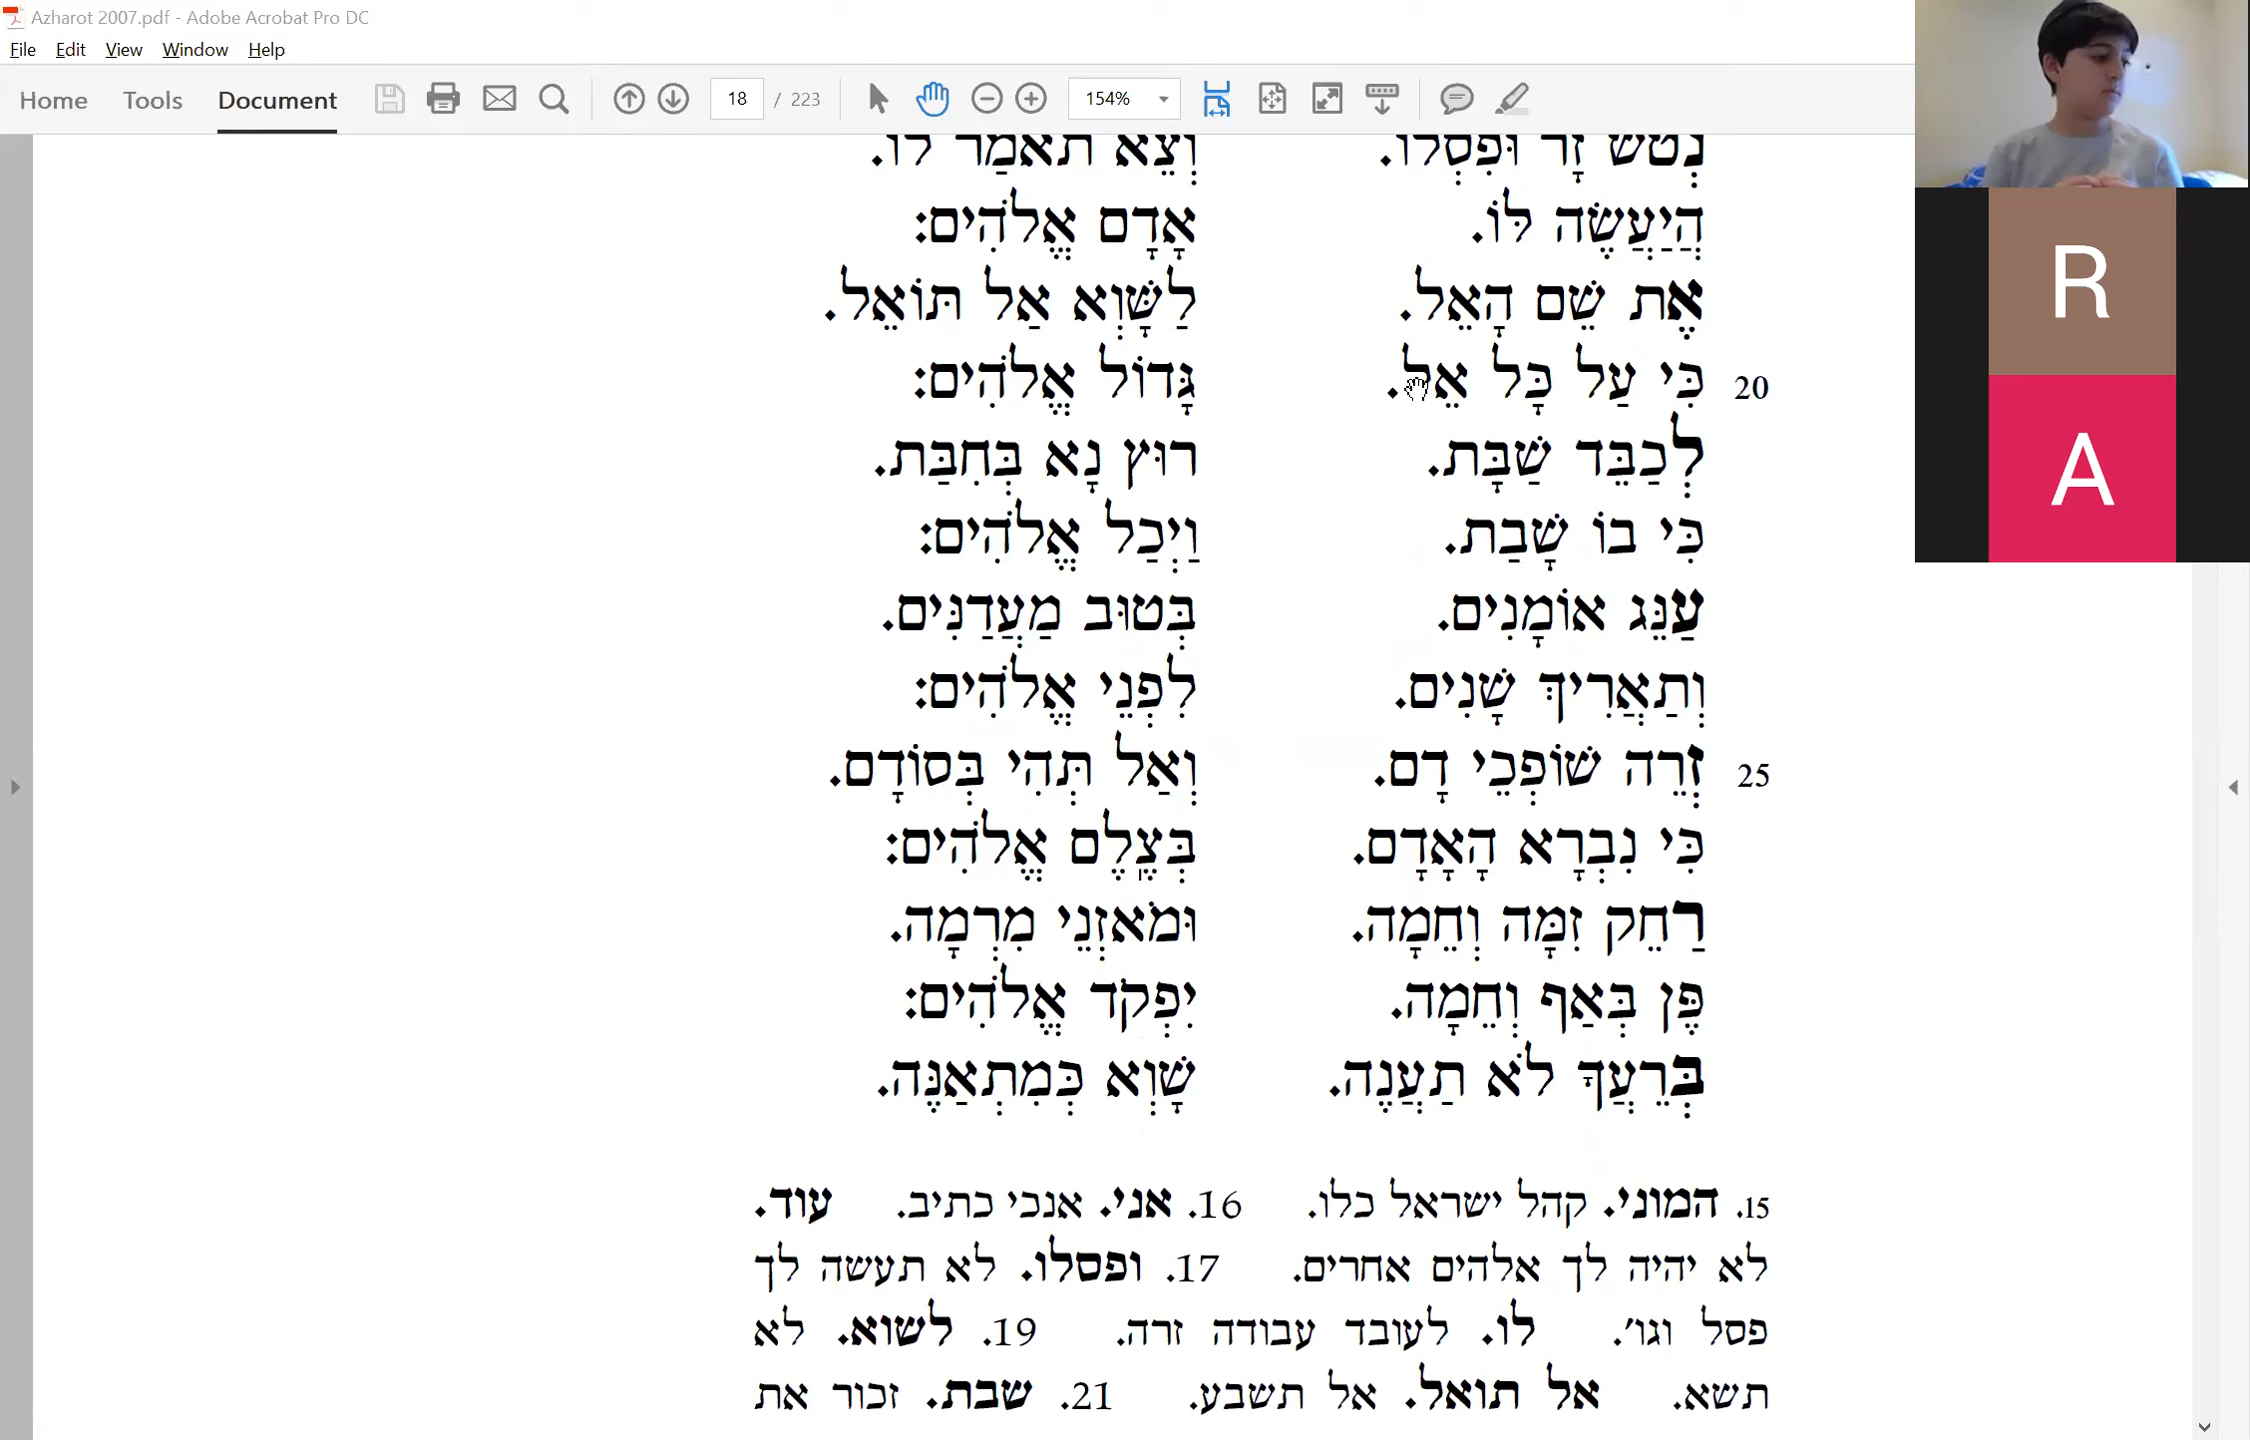 Azharot 2007.pdf - Adobe Acrobat Pro DC
File Edit View Window Help
Home Tools Document 18 / 223 154%
R
A
נְטֹשׁ זָר וּפִסְלוֹ. וְצֵא תֹּאמַר לוֹ.
הֲיַעֲשֶׂה לּוֹ. אָדָם אֱלֹהִים:
אֶת שֵׁם הָאֵל. לַשָּׁוְא אַל תּוֹאֵל.
20 כִּי עַל כָּל אֵל. גָּדוֹל אֱלֹהִים:
לְכַבֵּד שַׁבָּת. רוּץ נָא בְּחִבַּת.
כִּי בוֹ שָׁבַת. וַיְכַל אֱלֹהִים:
עַנֵּג אוֹמָנִים. בְּטוּב מַעֲדַנִּים.
וְתַאֲרִיךְ שָׁנִים. לִפְנֵי אֱלֹהִים:
25 זְרֵה שׁוֹפְכֵי דָם. וְאַל תְּהִי בְּסוֹדָם.
כִּי נִבְרָא הָאָדָם. בְּצֶלֶם אֱלֹהִים:
רַחֵק זִמָּה וְחֵמָה. וּמֹאזְנֵי מִרְמָה.
פֶּן בְּאַף וְחֵמָה. יִפְקֹד אֱלֹהִים:
בְּרֵעֲךָ לֹא תַעֲנֶה. שָׁוְא כְּמִתְאַנֶּה.
15. המוני. קהל ישראל כלו. 16. אני. אנכי כתיב. עוד.
לא יהיה לך אלהים אחרים. 17. ופסלו. לא תעשה לך
פסל וגו׳. לו. לעובד עבודה זרה. 19. לשוא. לא
תשא. אל תואל. אל תשבע. 21. שבת. זכור את